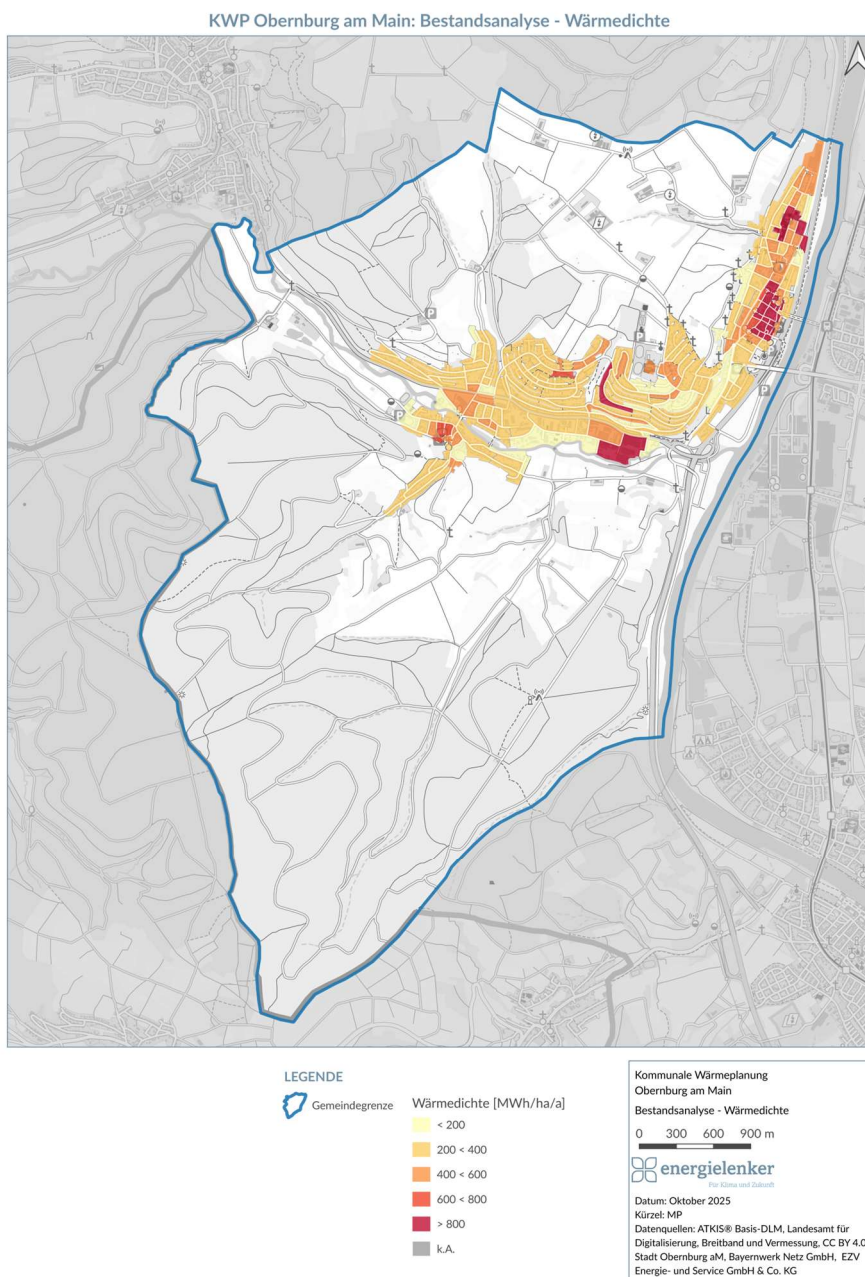 KWP Obernburg am Main: Bestandsanalyse - Wärmedichte
LEGENDE
Gemeindegrenze
Wärmedichte [MWh/ha/a]
< 200
200 < 400
400 < 600
600 < 800
> 800
k.A.
Kommunale Wärmeplanung
Obernburg am Main
Bestandsanalyse - Wärmedichte
0 300 600 900 m
energielenker
Für Klima und Zukunft
Datum: Oktober 2025
Kürzel: MP
Datenquellen: ATKIS® Basis-DLM, Landesamt für
Digitalisierung, Breitband und Vermessung, CC BY 4.0
Stadt Obernburg aM, Bayernwerk Netz GmbH, EZV
Energie- und Service GmbH & Co. KG